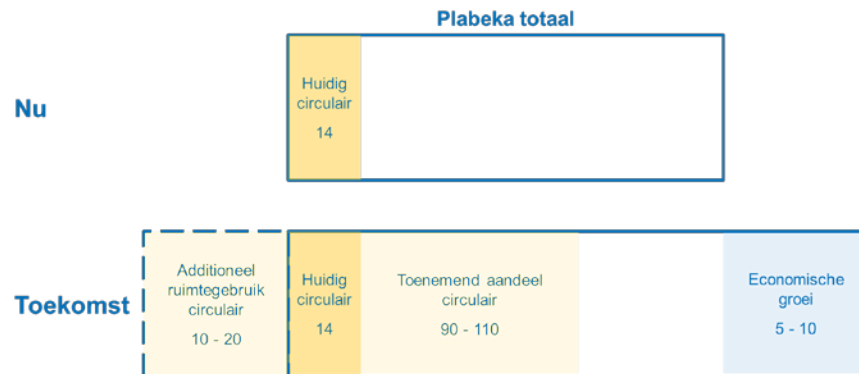 Plabeka totaal
Nu
Huidig
circulair
14
Toekomst
Additioneel
ruimtegebruik
circulair
10 - 20
Huidig
circulair
14
Toenemend aandeel
circulair
90 - 110
Economische
groei
5 - 10